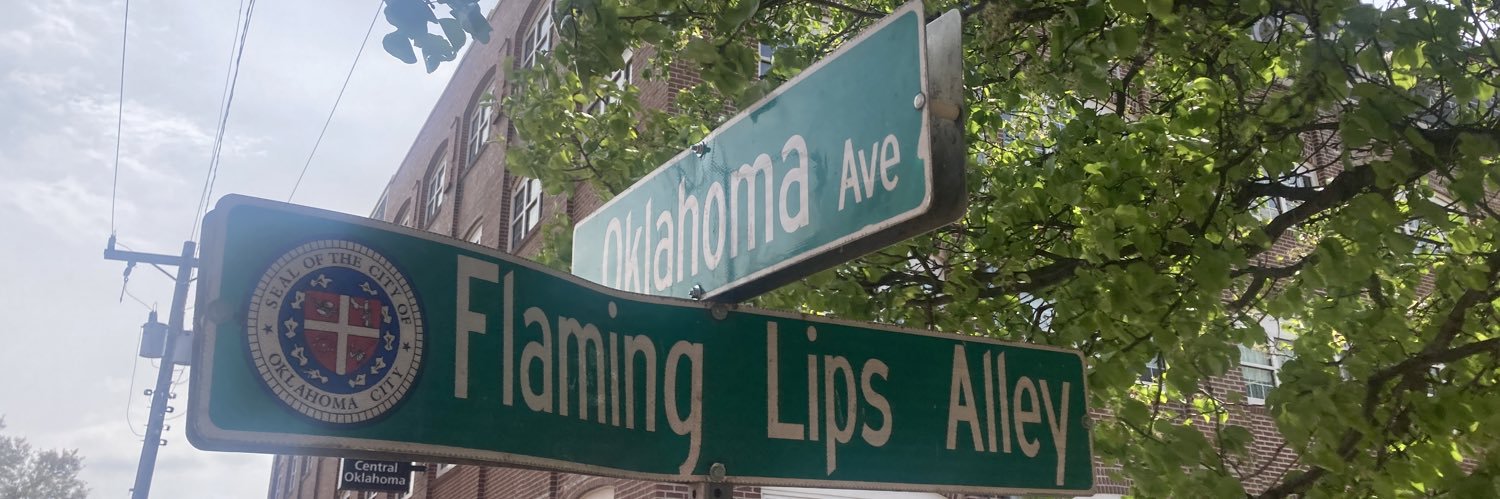 Oklahoma Ave
Flaming Lips Alley
SEAL OF THE CITY OF
OKLAHOMA CITY
Central
Oklahoma